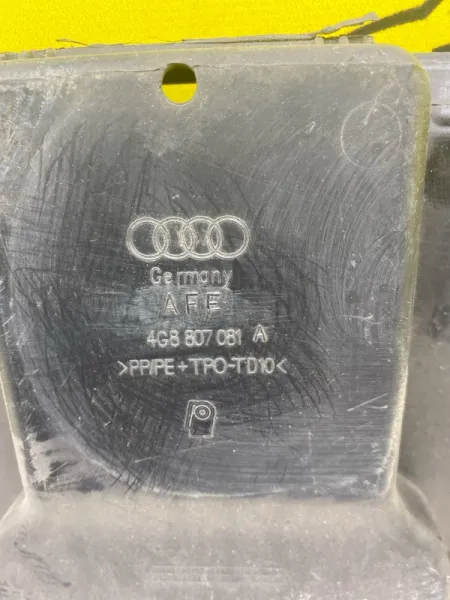 Germany
AFE
4G8 807 081 A
>PP/PE+TPO-TD10<